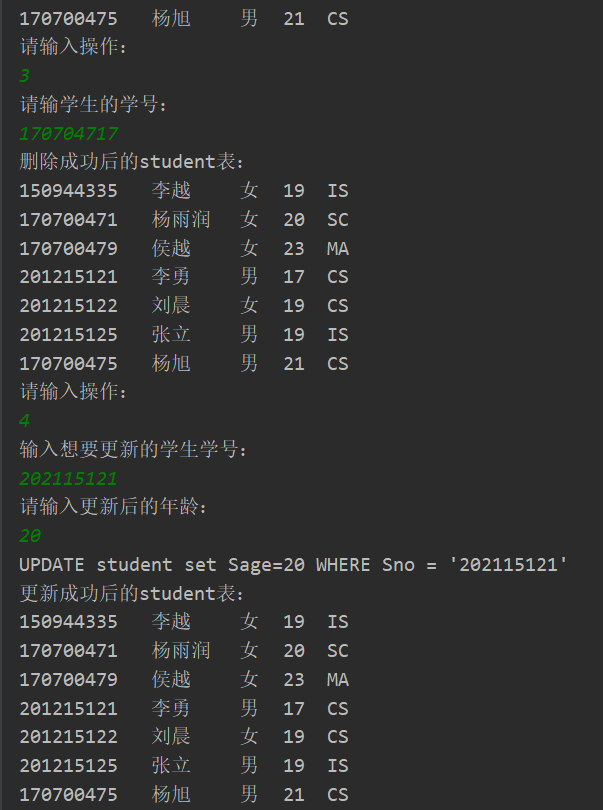 170700475 杨旭 男 21 CS
请输入操作：
3
请输学生的学号：
170704717
删除成功后的student表：
150944335 李越 女 19 IS
170700471 杨雨润 女 20 SC
170700479 侯越 女 23 MA
201215121 李勇 男 17 CS
201215122 刘晨 女 19 CS
201215125 张立 男 19 IS
170700475 杨旭 男 21 CS
请输入操作：
4
输入想要更新的学生学号：
202115121
请输入更新后的年龄：
20
UPDATE student set Sage=20 WHERE Sno = '202115121'
更新成功后的student表：
150944335 李越 女 19 IS
170700471 杨雨润 女 20 SC
170700479 侯越 女 23 MA
201215121 李勇 男 17 CS
201215122 刘晨 女 19 CS
201215125 张立 男 19 IS
170700475 杨旭 男 21 CS